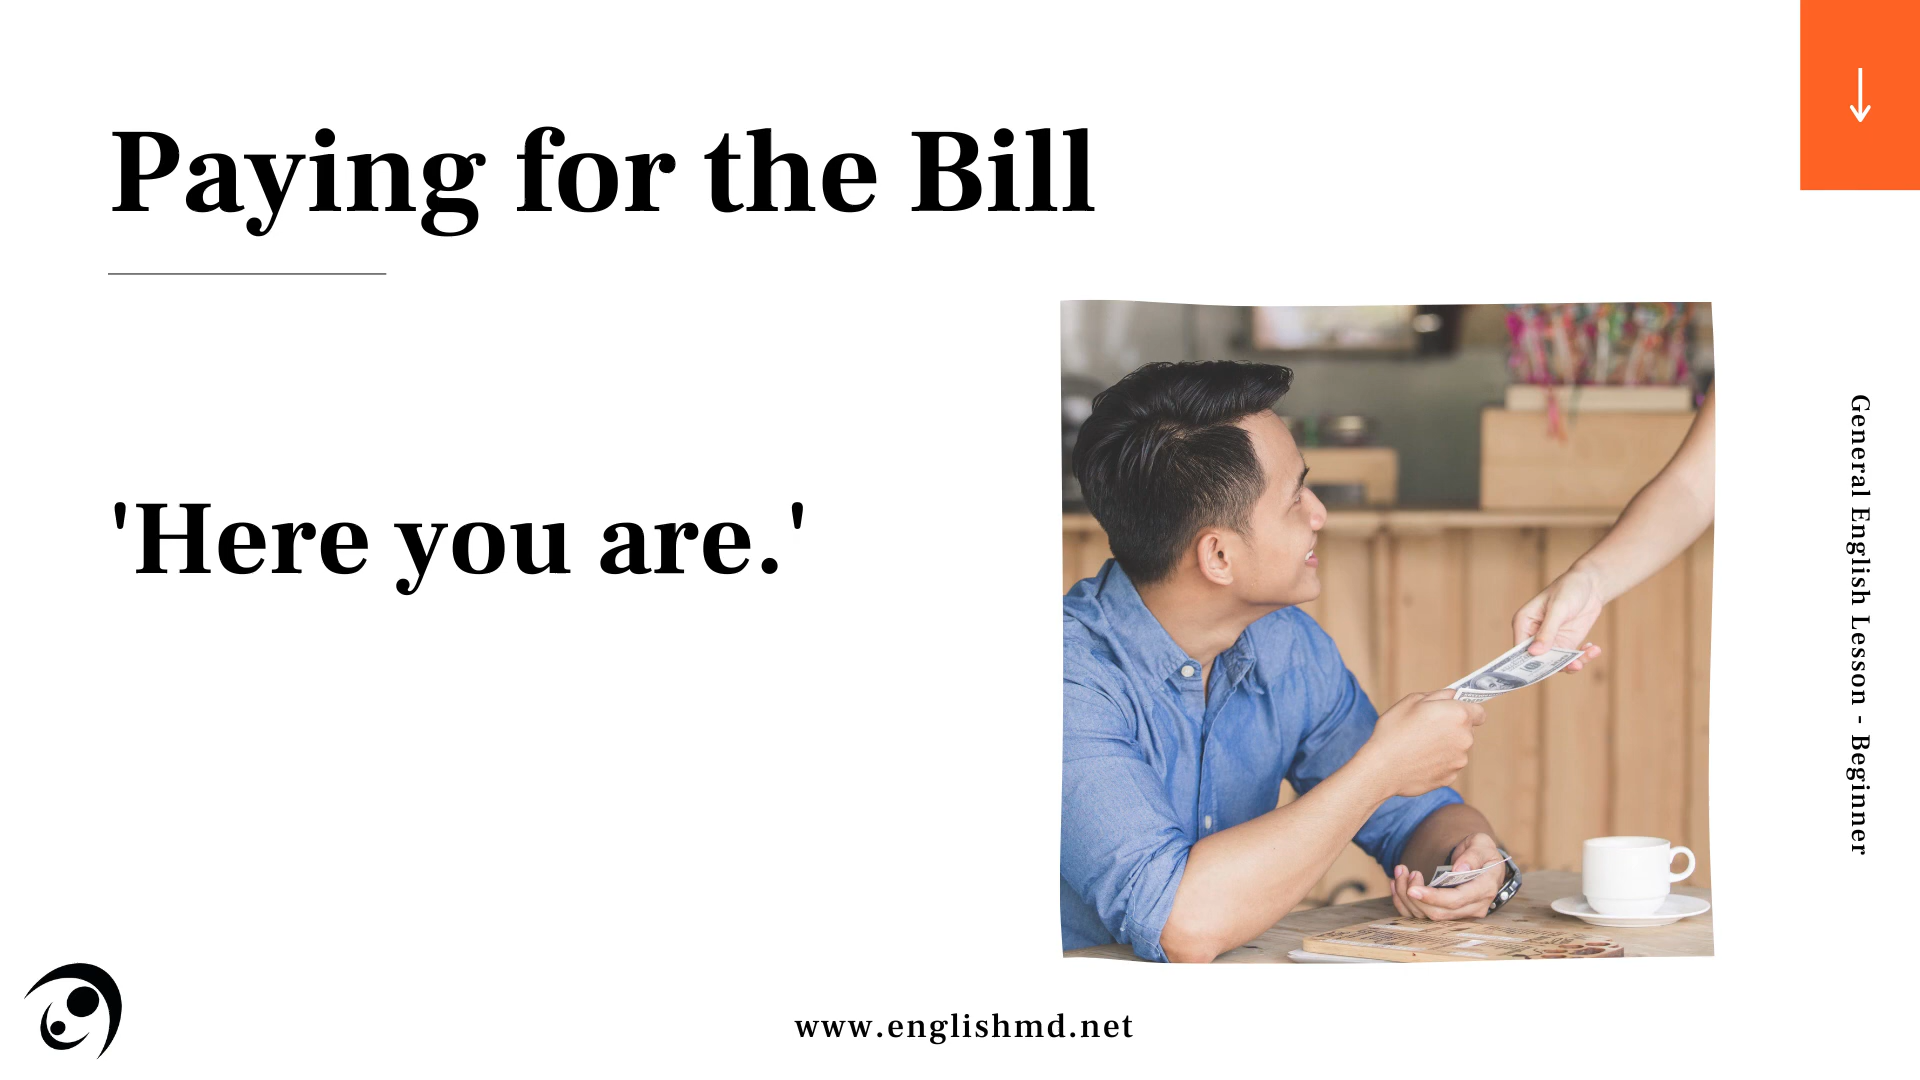 Paying for the Bill
'Here you are.'
General English Lesson - Beginner
www.englishmd.net